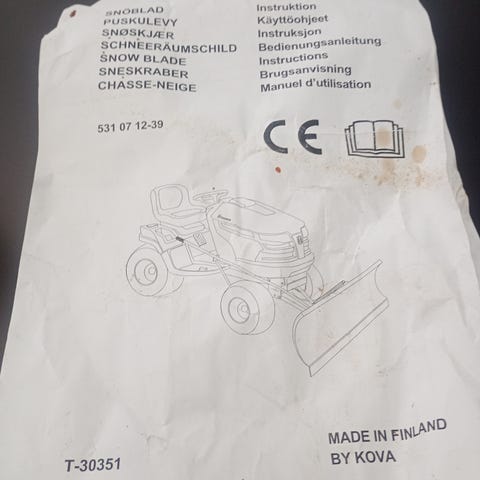 SNÖBLAD
PUSKULEVY
SNØSKJÆR
SCHNEERÄUMSCHILD
SNOW BLADE
SNESKRABER
CHASSE-NEIGE
Instruktion
Käyttöohjeet
Instruksjon
Bedienungsanleitung
Instructions
Brugsanvisning
Manuel d'utilisation
531 07 12-39
CE
MADE IN FINLAND
BY KOVA
T-30351